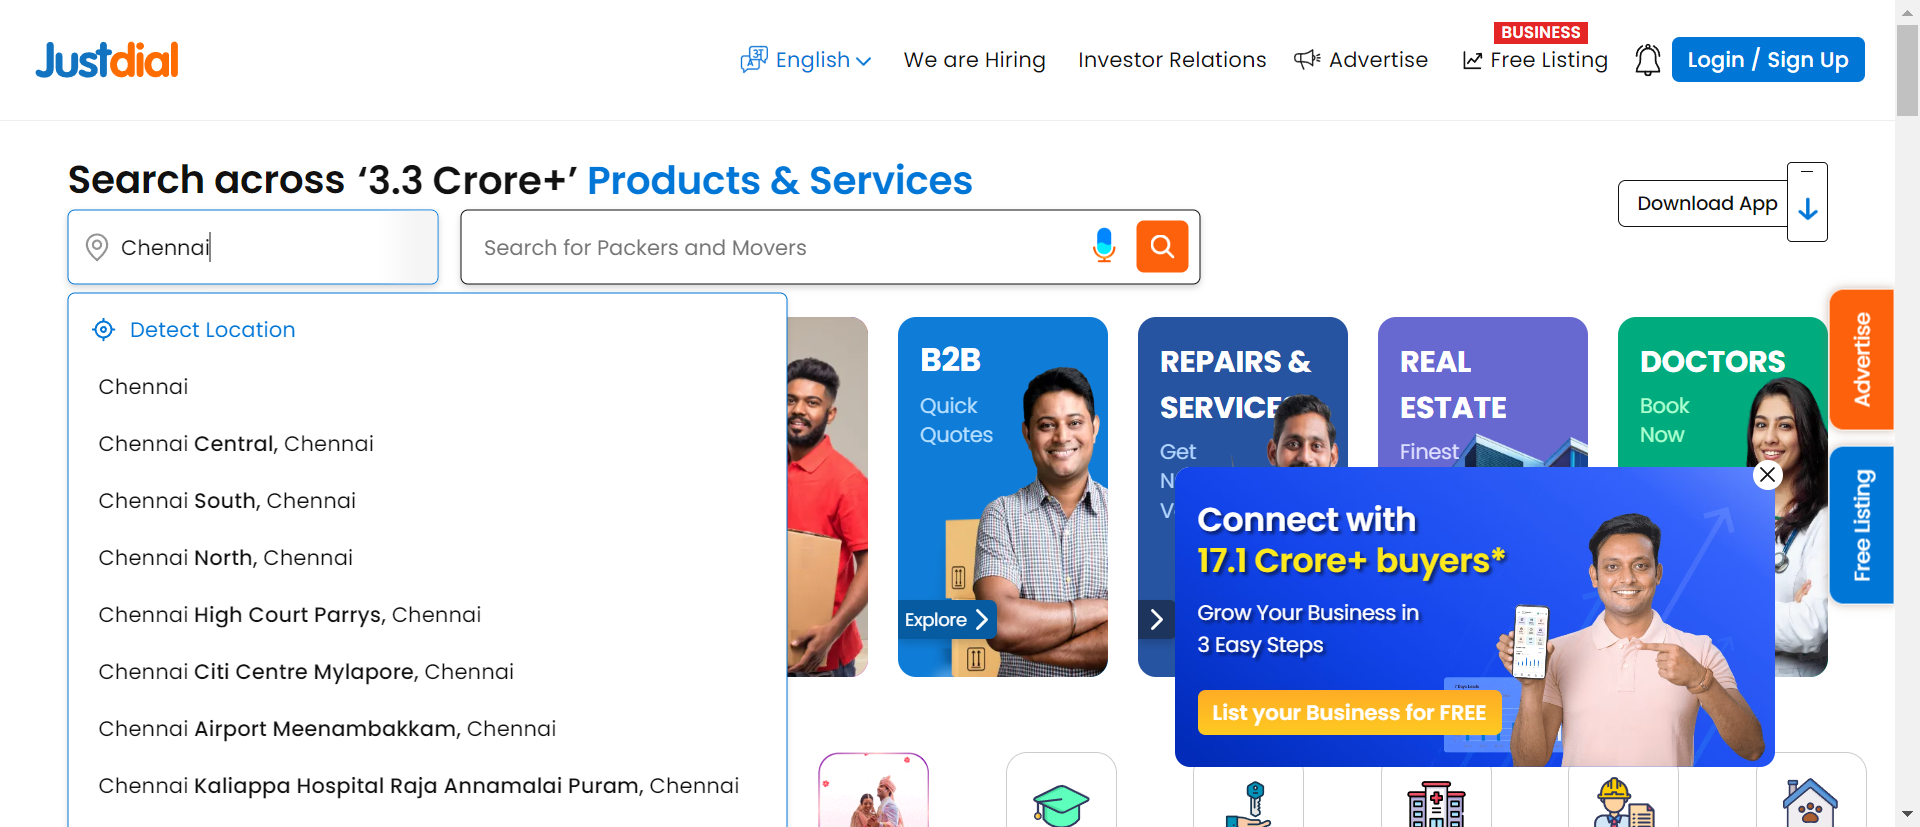 Justdial
English
We are Hiring
Investor Relations
Advertise
BUSINESS
Free Listing
Login / Sign Up
Search across ‘3.3 Crore+’ Products & Services
Download App
Chennai
Search for Packers and Movers
Detect Location
Chennai
Chennai Central, Chennai
Chennai South, Chennai
Chennai North, Chennai
Chennai High Court Parrys, Chennai
Chennai Citi Centre Mylapore, Chennai
Chennai Airport Meenambakkam, Chennai
Chennai Kaliappa Hospital Raja Annamalai Puram, Chennai
B2B
Quick
Quotes
Explore
REPAIRS &
SERVICES
Get
REAL
ESTATE
Finest
DOCTORS
Book
Now
Advertise
Free Listing
Connect with
17.1 Crore+ buyers*
Grow Your Business in
3 Easy Steps
List your Business for FREE